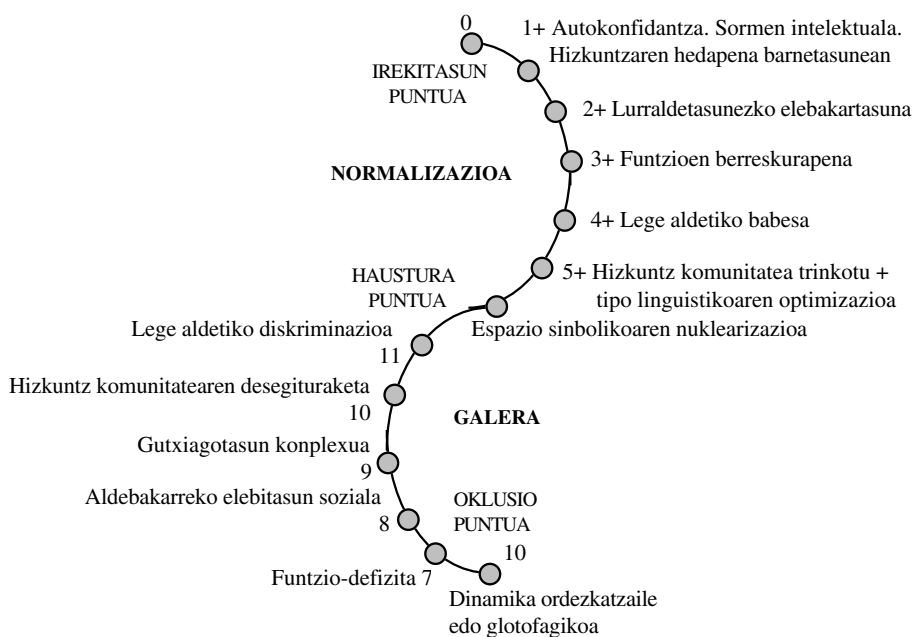 0
1+ Autokonfidantza. Sormen intelektuala.
Hizkuntzaren hedapena barnetasunean
IREKITASUN
PUNTUA
2+ Lurraldetasunezko elebakartasuna
3+ Funtzioen berreskurapena
NORMALIZAZIOA
4+ Lege aldetiko babesa
5+ Hizkuntz komunitatea trinkotu +
tipo linguistikoaren optimizazioa
HAUSTURA
PUNTUA
Espazio sinbolikoaren nuklearizazioa
Lege aldetiko diskriminazioa
11
Hizkuntz komunitatearen desegituraketa
10
GALERA
Gutxiagotasun konplexua
9
Aldebakarreko elebitasun soziala
8
OKLUSIO
PUNTUA
10
Funtzio-defizita 7
Dinamika ordezkatzaile
edo glotofagikoa